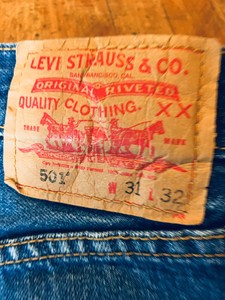 LEVI STRAUSS & CO.
SAN FRANCISCO, CAL.
ORIGINAL RIVETED
QUALITY CLOTHING. XX
TRADE MARK
501
W 31 L 32